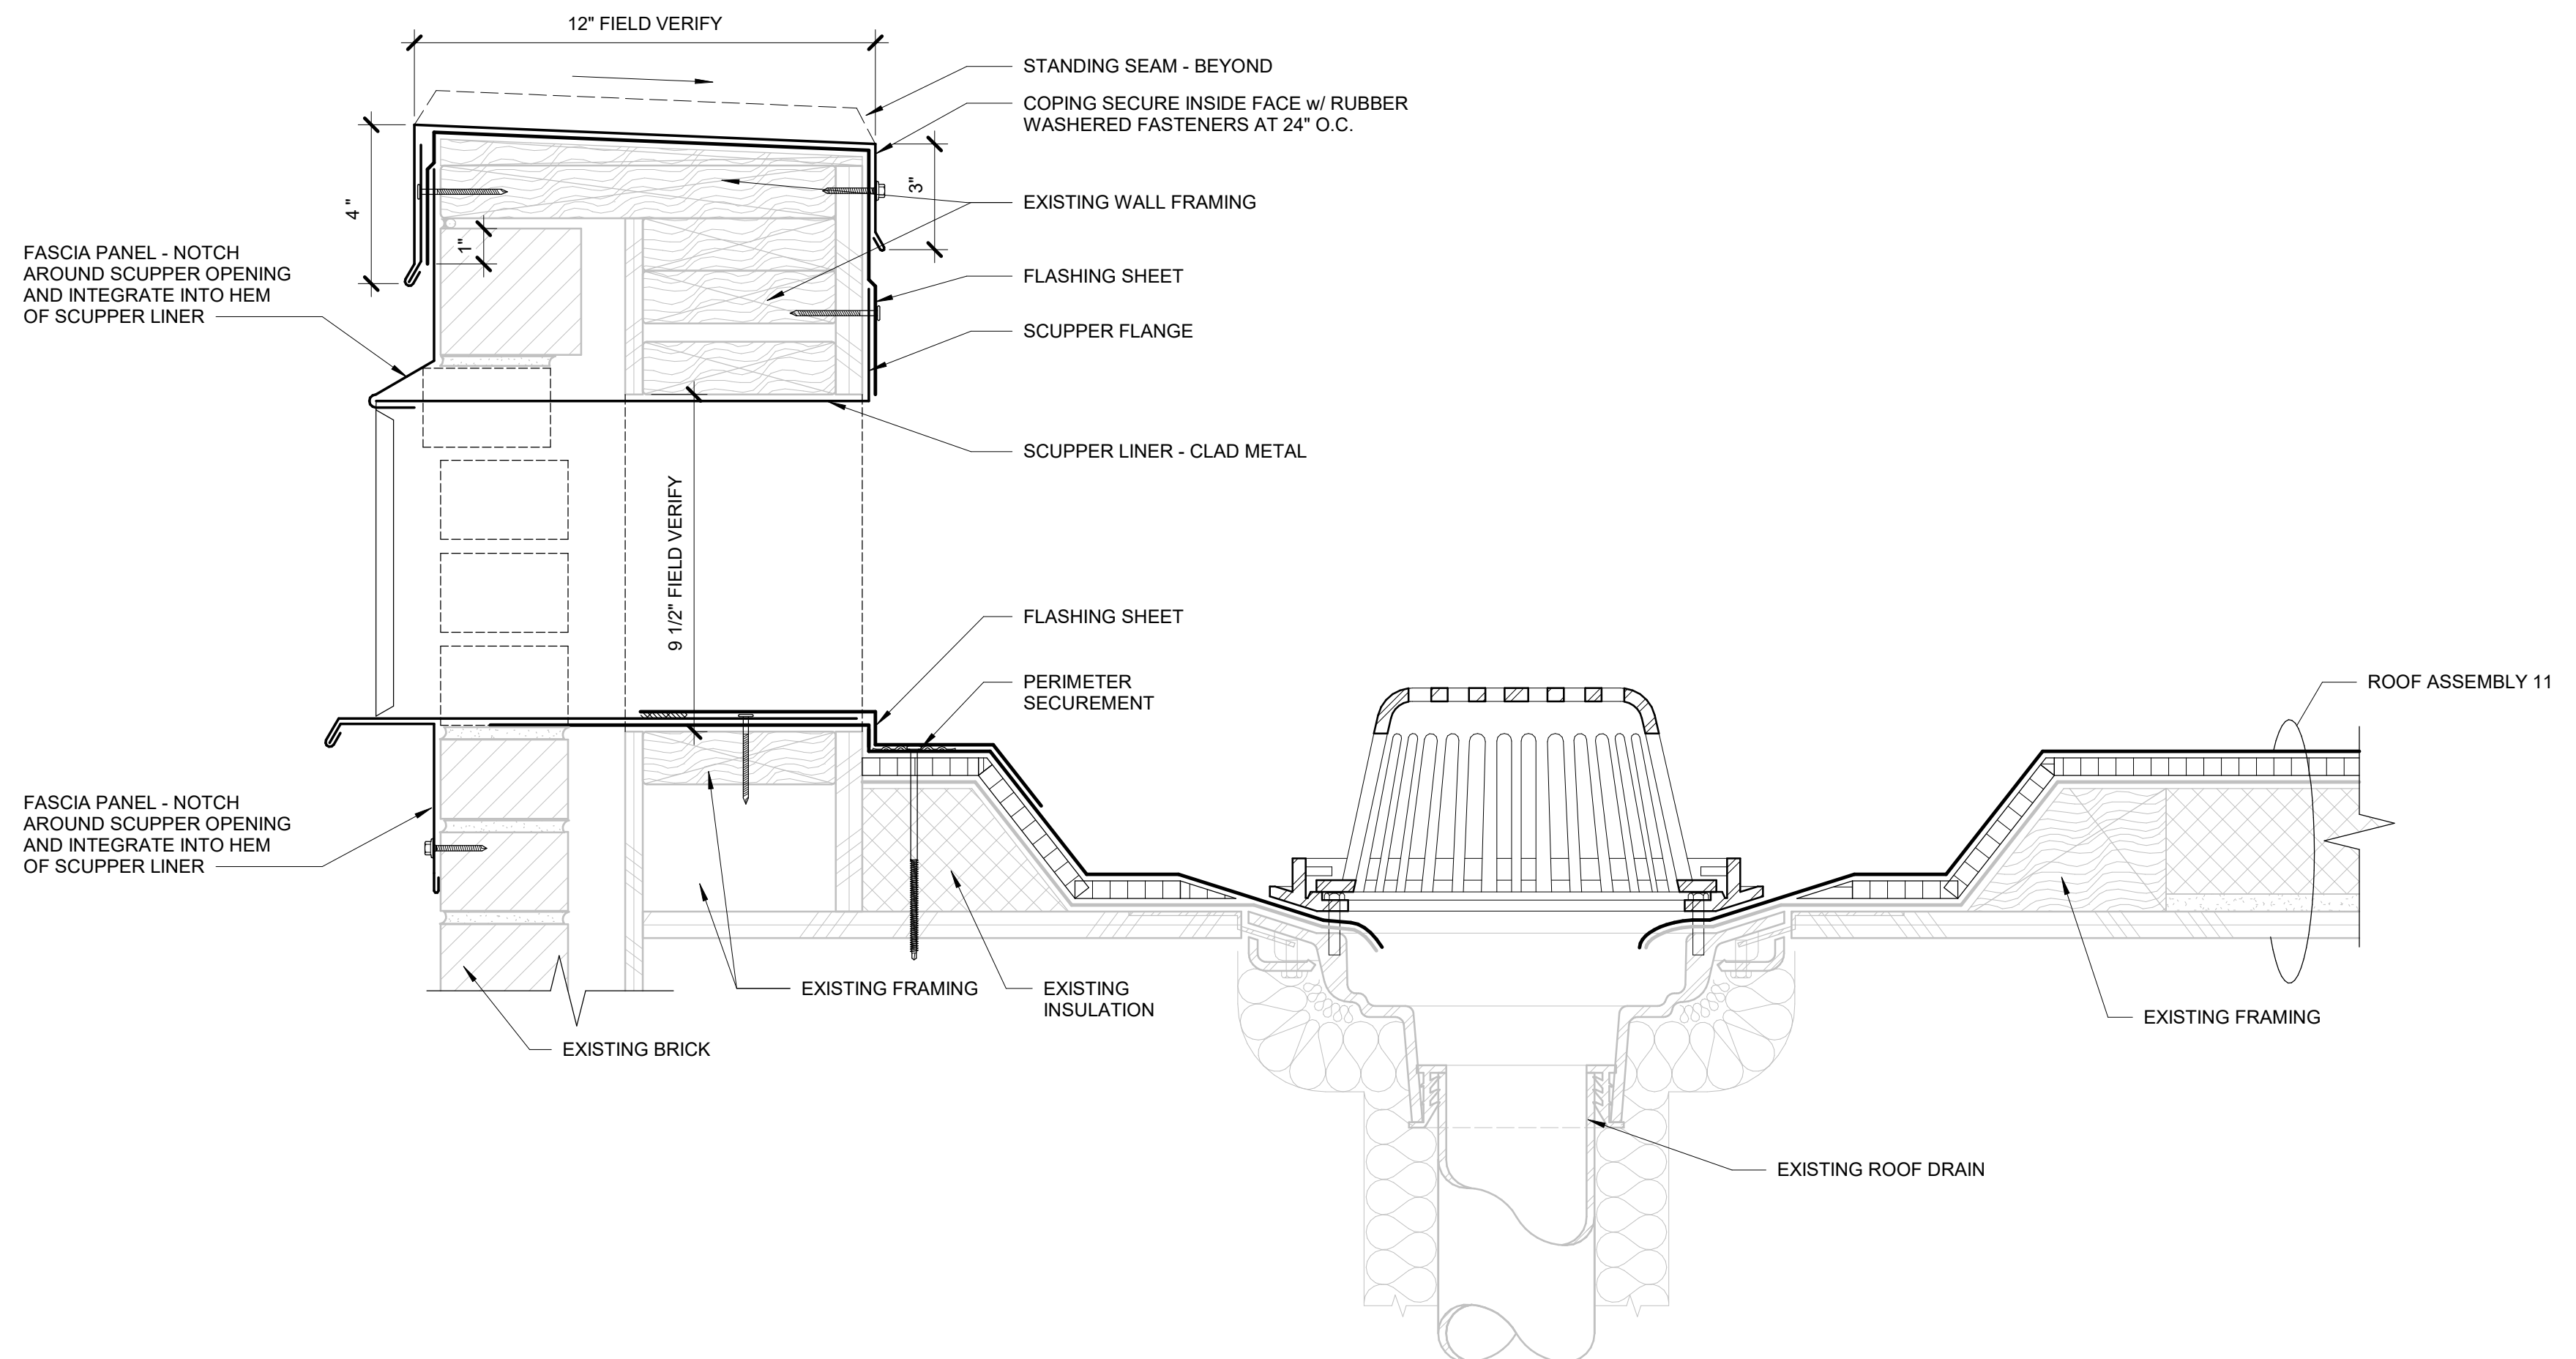 12" FIELD VERIFY
STANDING SEAM - BEYOND
COPING SECURE INSIDE FACE w/ RUBBER
WASHERED FASTENERS AT 24" O.C.
4 "
3"
1"
EXISTING WALL FRAMING
FASCIA PANEL - NOTCH
AROUND SCUPPER OPENING
AND INTEGRATE INTO HEM
OF SCUPPER LINER
FLASHING SHEET
SCUPPER FLANGE
SCUPPER LINER - CLAD METAL
9 1/2" FIELD VERIFY
FLASHING SHEET
PERIMETER
SECUREMENT
ROOF ASSEMBLY 11
FASCIA PANEL - NOTCH
AROUND SCUPPER OPENING
AND INTEGRATE INTO HEM
OF SCUPPER LINER
EXISTING FRAMING
EXISTING
INSULATION
EXISTING FRAMING
EXISTING BRICK
EXISTING ROOF DRAIN